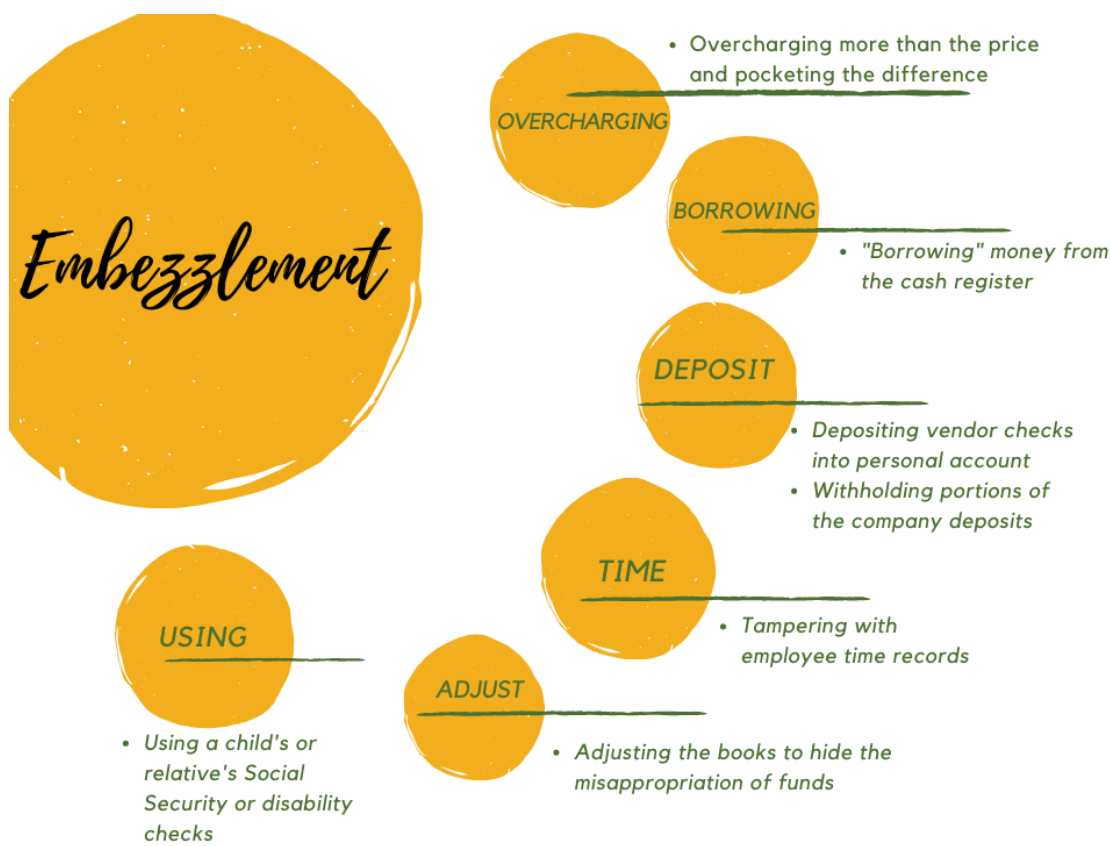 Embezzlement
• Overcharging more than the price
and pocketing the difference
OVERCHARGING
BORROWING
• "Borrowing" money from
the cash register
DEPOSIT
• Depositing vendor checks
into personal account
• Withholding portions of
the company deposits
TIME
• Tampering with
employee time records
ADJUST
• Adjusting the books to hide the
misappropriation of funds
USING
• Using a child's or
relative's Social
Security or disability
checks